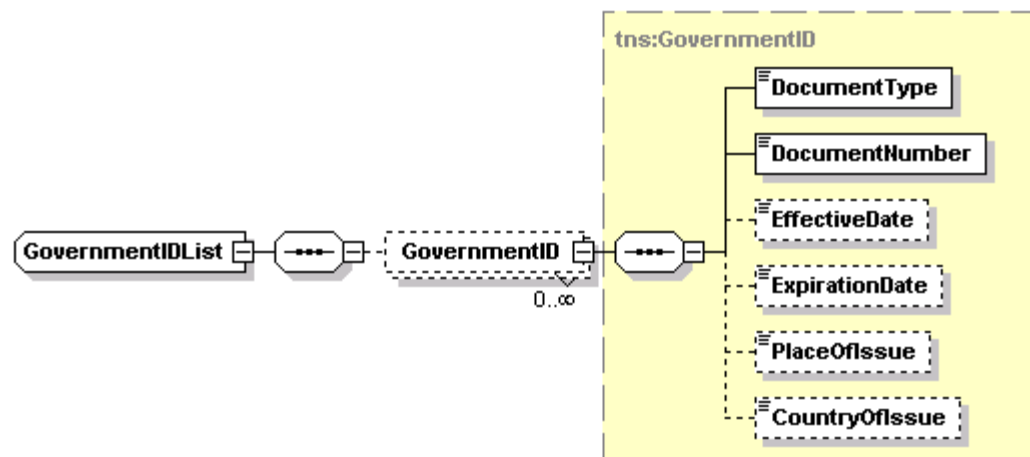 tns:GovernmentID
DocumentType
DocumentNumber
EffectiveDate
GovernmentIDList
GovernmentID
0..∞
ExpirationDate
PlaceOfIssue
CountryOfIssue